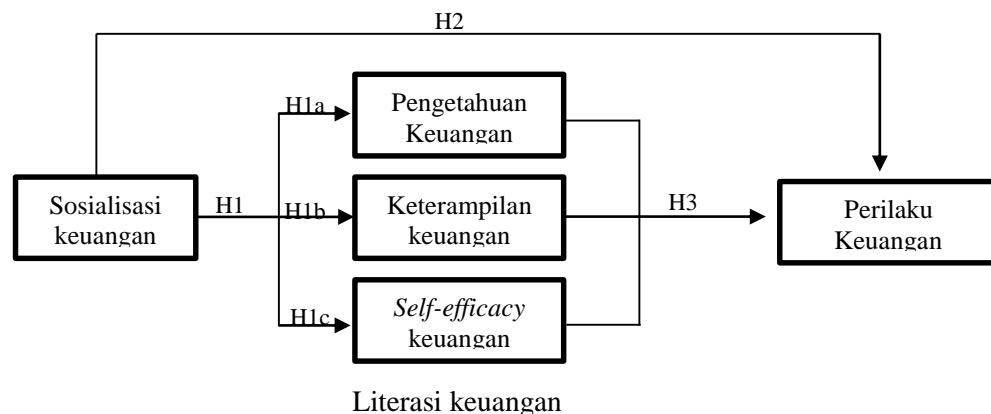 H2
H1a
Pengetahuan
Keuangan
Sosialisasi
keuangan
H1
H1b
Keterampilan
keuangan
H3
Perilaku
Keuangan
H1c
Self-efficacy
keuangan
Literasi keuangan